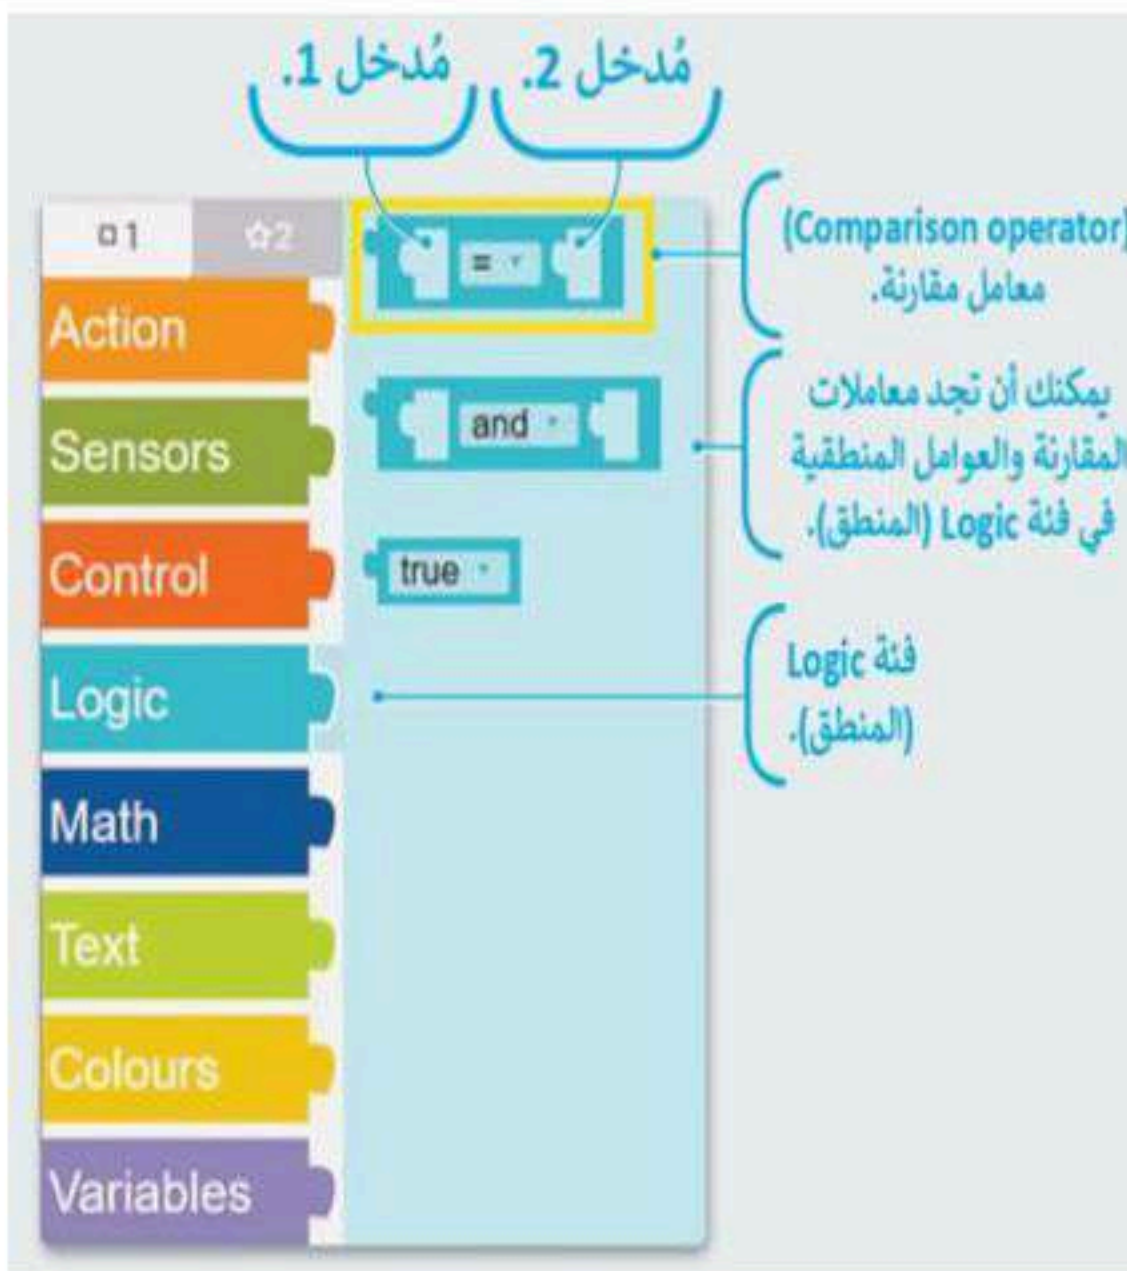 مُدخل 1.
مُدخل 2.
1
2
=
(Comparison operator)
معامل مقارنة.
Action
Sensors
and
يمكنك أن تجد معاملات
المقارنة والعوامل المنطقية
في فئة Logic (المنطق).
Control
true
Logic
فئة Logic
(المنطق).
Math
Text
Colours
Variables